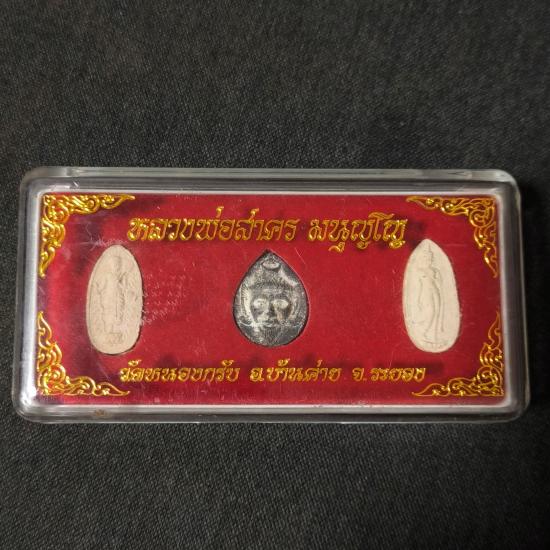 หลวงพ่อสาคร มนุญฺโญ
วัดหนองกรับ อ.บ้านค่าย จ.ระยอง